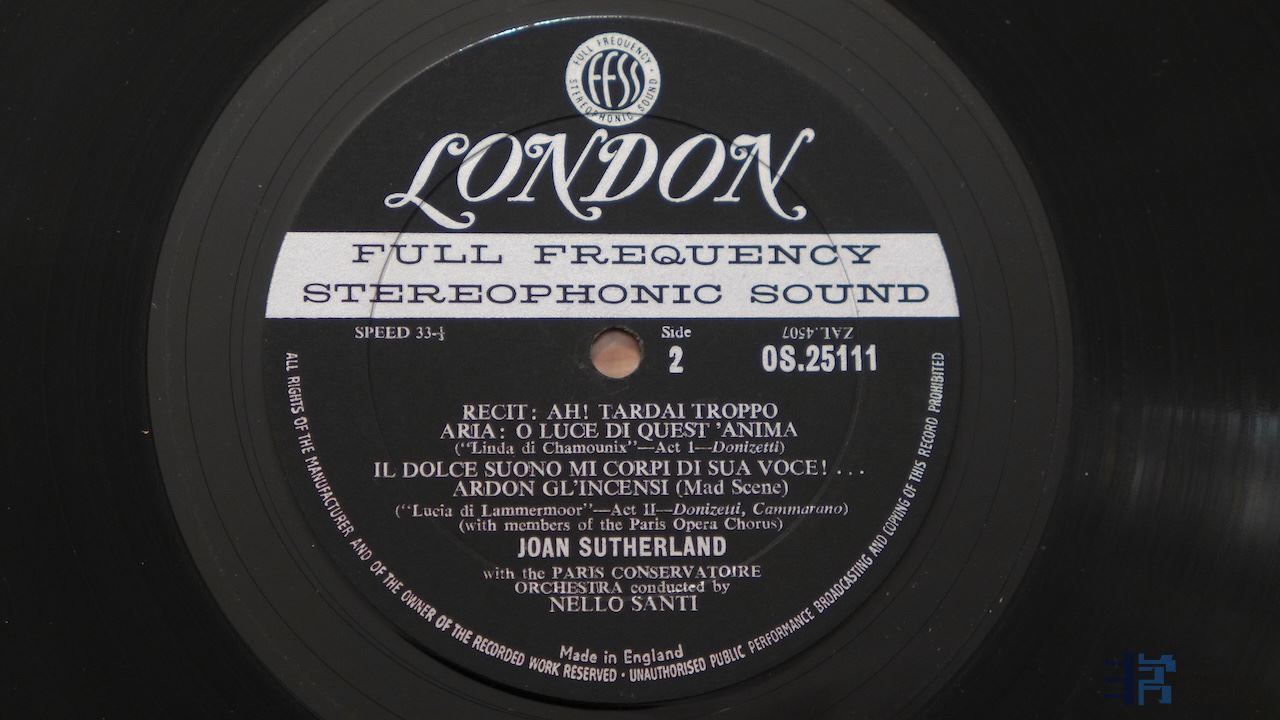 FULL FREQUENCY · STEREOPHONIC SOUND
FFSS
LONDON
FULL FREQUENCY
STEREOPHONIC SOUND
SPEED 33-⅓
Side
2
ZAL.4507
OS.25111
RECIT: AH! TARDAI TROPPO
ARIA: O LUCE DI QUEST 'ANIMA
("Linda di Chamounix"—Act 1—Donizetti)
IL DOLCE SUONO MI CORPI DI SUA VOCE! ...
ARDON GL'INCENSI (Mad Scene)
("Lucia di Lammermoor"—Act II—Donizetti, Cammarano)
(with members of the Paris Opera Chorus)
JOAN SUTHERLAND
with the PARIS CONSERVATOIRE
ORCHESTRA conducted by
NELLO SANTI
Made in England
ALL RIGHTS OF THE MANUFACTURER AND OF THE OWNER OF THE RECORDED WORK RESERVED · UNAUTHORISED PUBLIC PERFORMANCE BROADCASTING AND COPYING OF THIS RECORD PROHIBITED